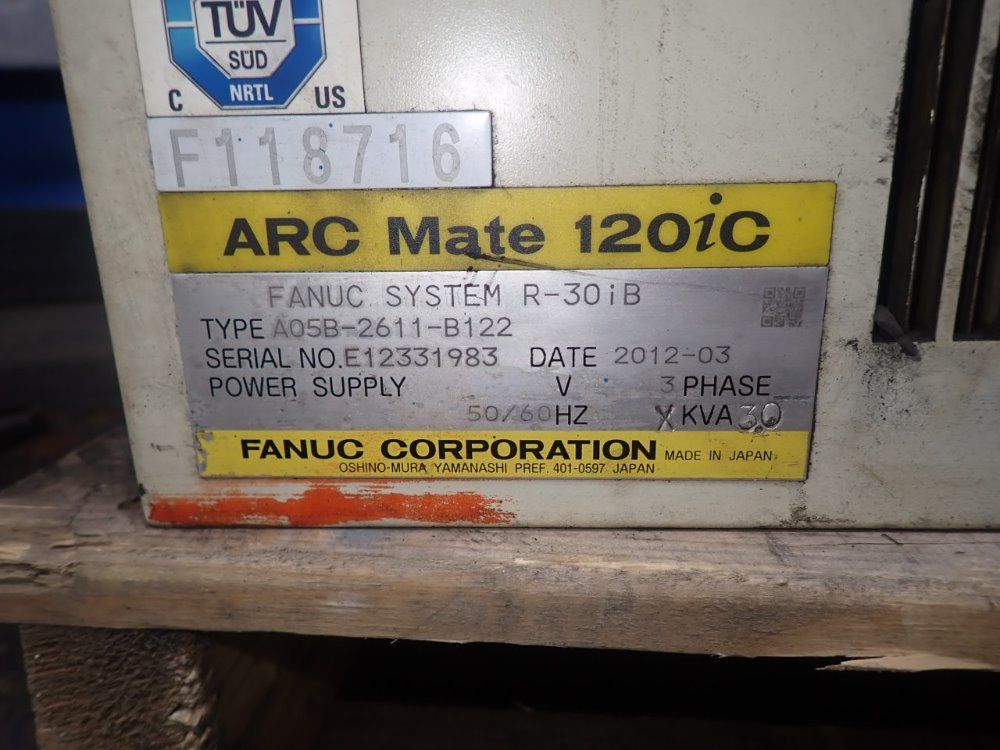 TÜV
SÜD
NRTL
C US
F118716
ARC Mate 120iC
FANUC SYSTEM R-30iB
TYPE A05B-2611-B122
SERIAL NO.E12331983 DATE 2012-03
POWER SUPPLY V 3 PHASE
50/60HZ X KVA 3.0
FANUC CORPORATION MADE IN JAPAN
OSHINO-MURA YAMANASHI PREF. 401-0597 JAPAN